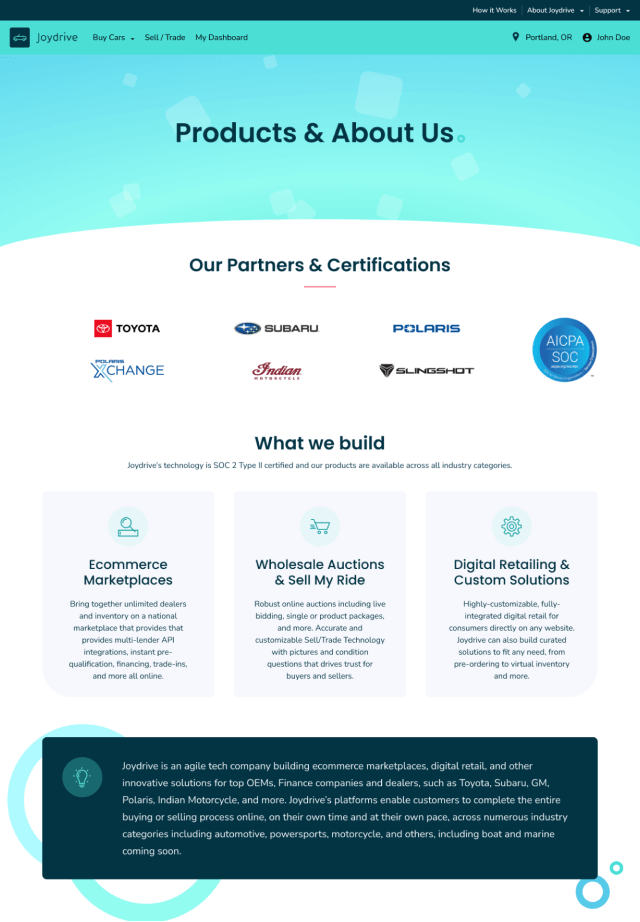 How it Works
About Joydrive
Support
Joydrive
Buy Cars
Sell / Trade
My Dashboard
Portland, OR
John Doe
Products & About Us
Our Partners & Certifications
TOYOTA
SUBARU
POLARIS
AICPA
SOC
POLARIS
XCHANGE
Indian
MOTORCYCLE
SLINGSHOT
What we build
Joydrive's technology is SOC 2 Type II certified and our products are available across all industry categories.
Ecommerce
Marketplaces
Bring together unlimited dealers
and inventory on a national
marketplace that provides that
provides multi-lender API
integrations, instant pre-
qualification, financing, trade-ins,
and more all online.
Wholesale Auctions
& Sell My Ride
Robust online auctions including live
bidding, single or product packages,
and more. Accurate and
customizable Sell/Trade Technology
with pictures and condition
questions that drives trust for
buyers and sellers.
Digital Retailing &
Custom Solutions
Highly-customizable, fully-
integrated digital retail for
consumers directly on any website.
Joydrive can also build curated
solutions to fit any need, from
pre-ordering to virtual inventory
and more.
Joydrive is an agile tech company building ecommerce marketplaces, digital retail, and other
innovative solutions for top OEMs, Finance companies and dealers, such as Toyota, Subaru, GM,
Polaris, Indian Motorcycle, and more. Joydrive's platforms enable customers to complete the entire
buying or selling process online, on their own time and at their own pace, across numerous industry
categories including automotive, powersports, motorcycle, and others, including boat and marine
coming soon.